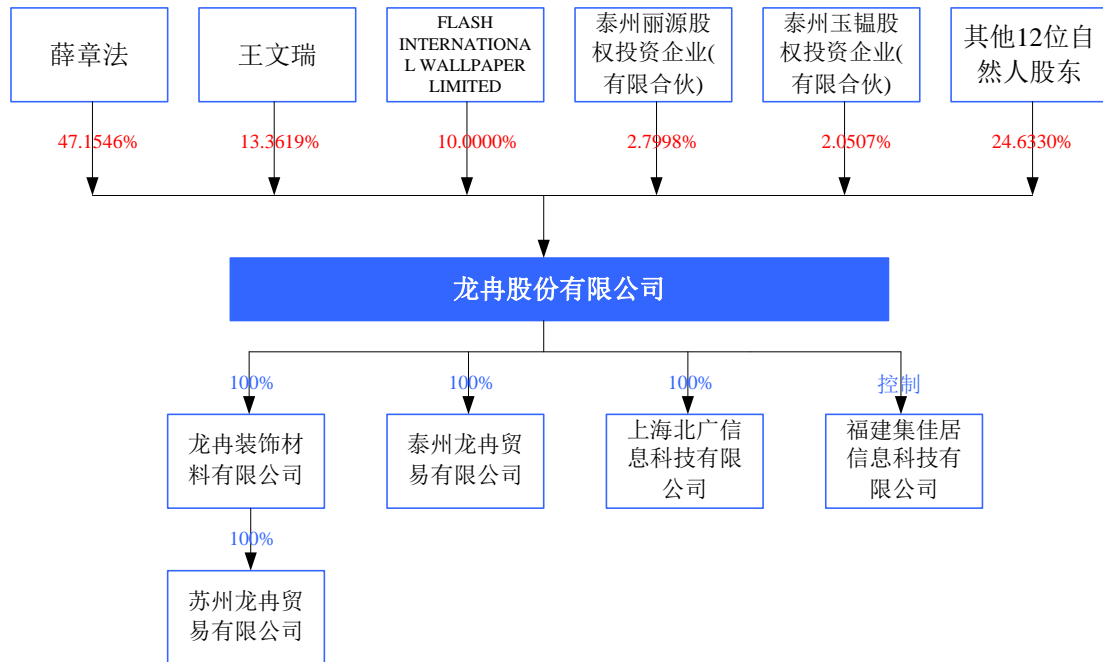 薛章法
王文瑞
FLASH
INTERNATIONA
L WALLPAPER
LIMITED
泰州丽源股
权投资企业(
有限合伙)
泰州玉韫股
权投资企业(
有限合伙)
其他12位自
然人股东
47.1546%
13.3619%
10.0000%
2.7998%
2.0507%
24.6330%
龙冉股份有限公司
100%
100%
100%
控制
龙冉装饰材
料有限公司
泰州龙冉贸
易有限公司
上海北广信
息科技有限
公司
福建集佳居
信息科技有
限公司
100%
苏州龙冉贸
易有限公司